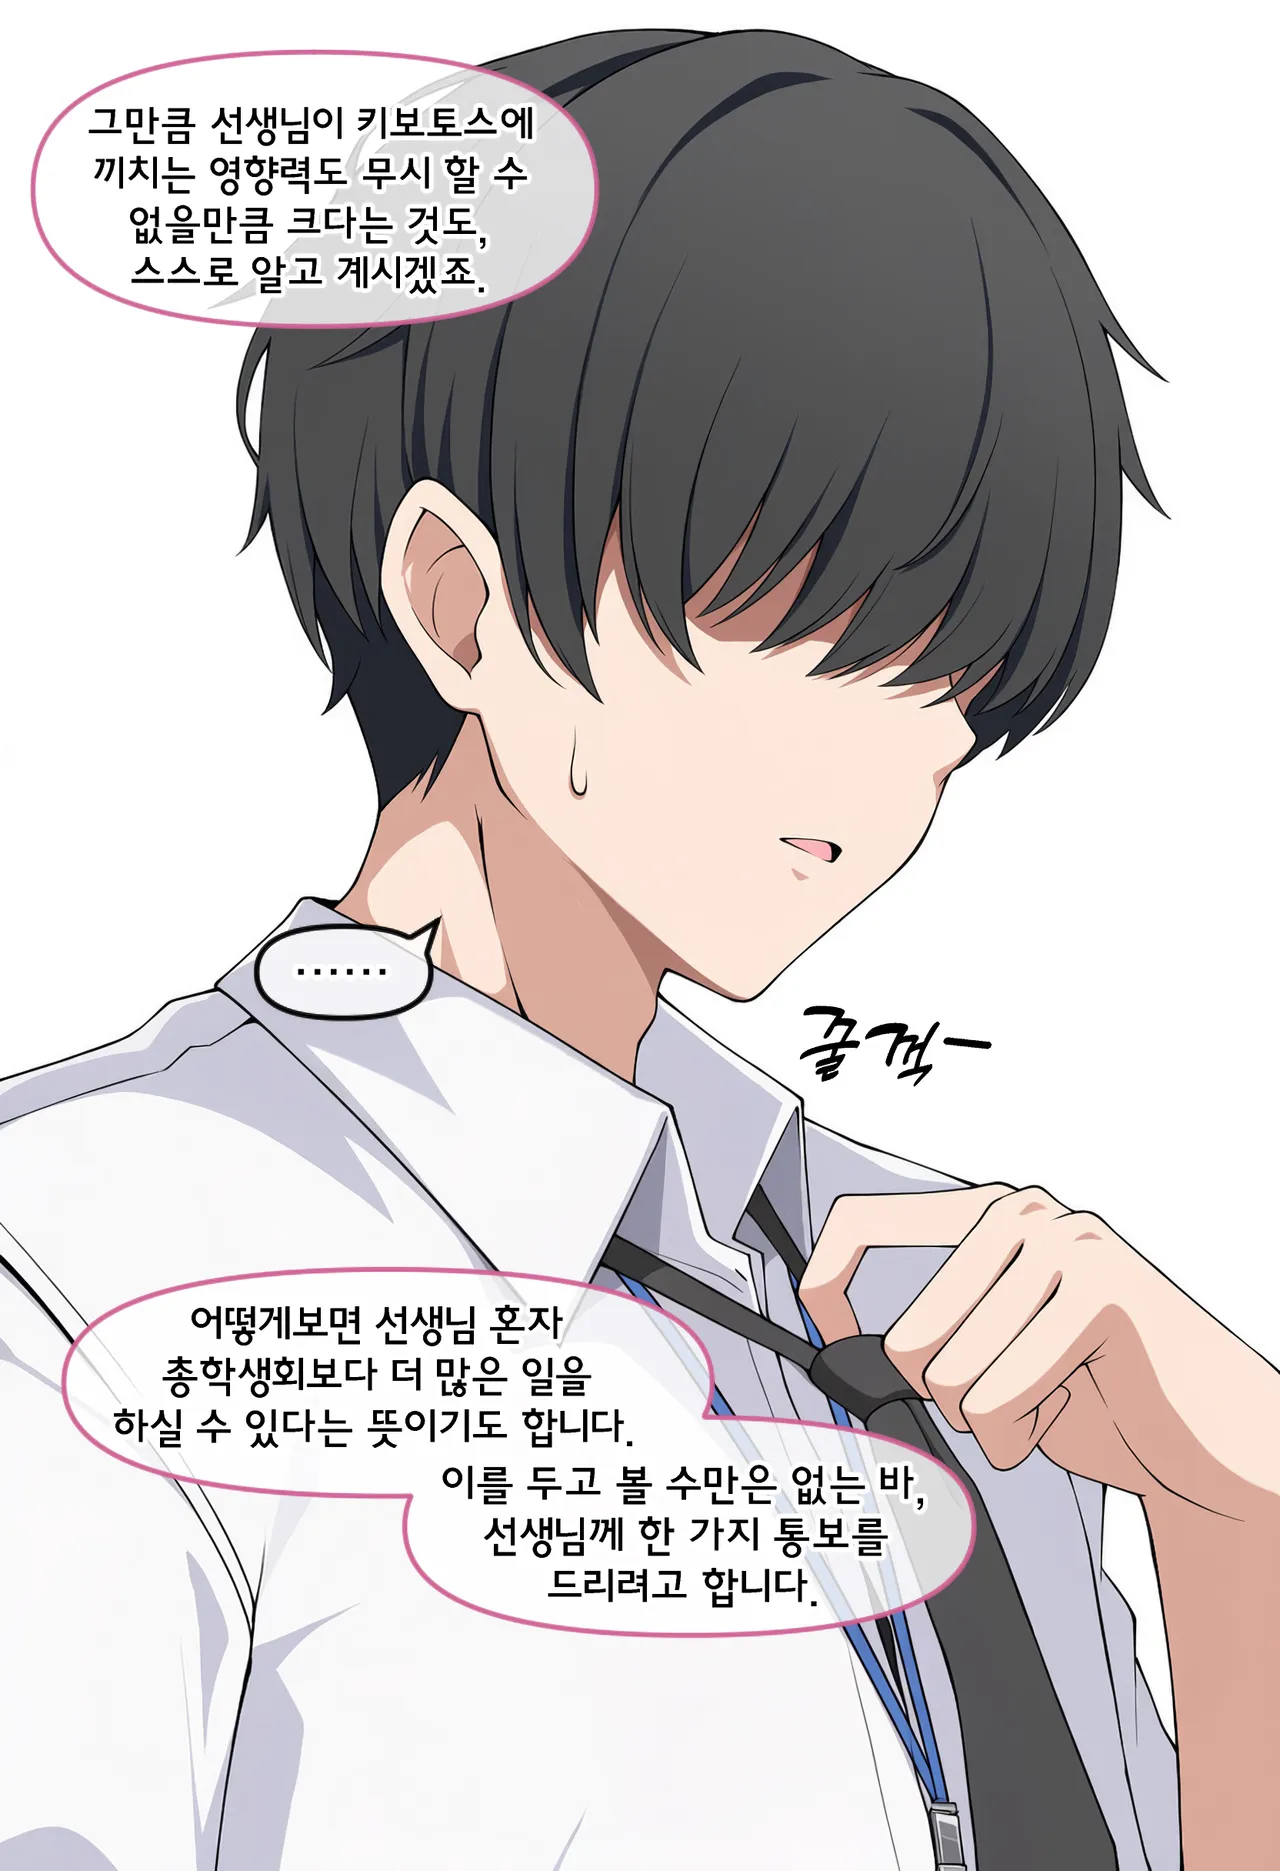 그만큼 선생님이 키보토스에
끼치는 영향력도 무시 할 수
없을만큼 크다는 것도,
스스로 알고 계시겠죠.
······
꿀꺽ㅡ
어떻게보면 선생님 혼자
총학생회보다 더 많은 일을
하실 수 있다는 뜻이기도 합니다.
이를 두고 볼 수만은 없는 바,
선생님께 한 가지 통보를
드리려고 합니다.